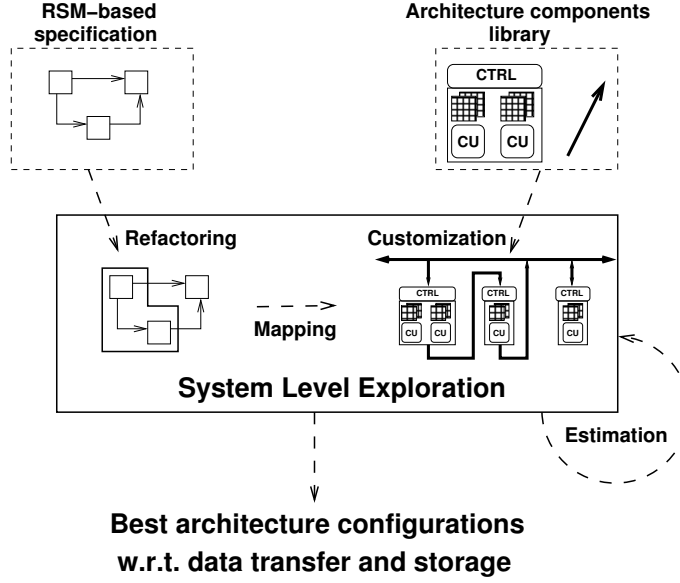 RSM−based
specification
Architecture components
library
CTRL
CU CU
Refactoring
Customization
CTRL CTRL CTRL
Mapping
CU CU CU CU
System Level Exploration
Estimation
Best architecture configurations
w.r.t. data transfer and storage